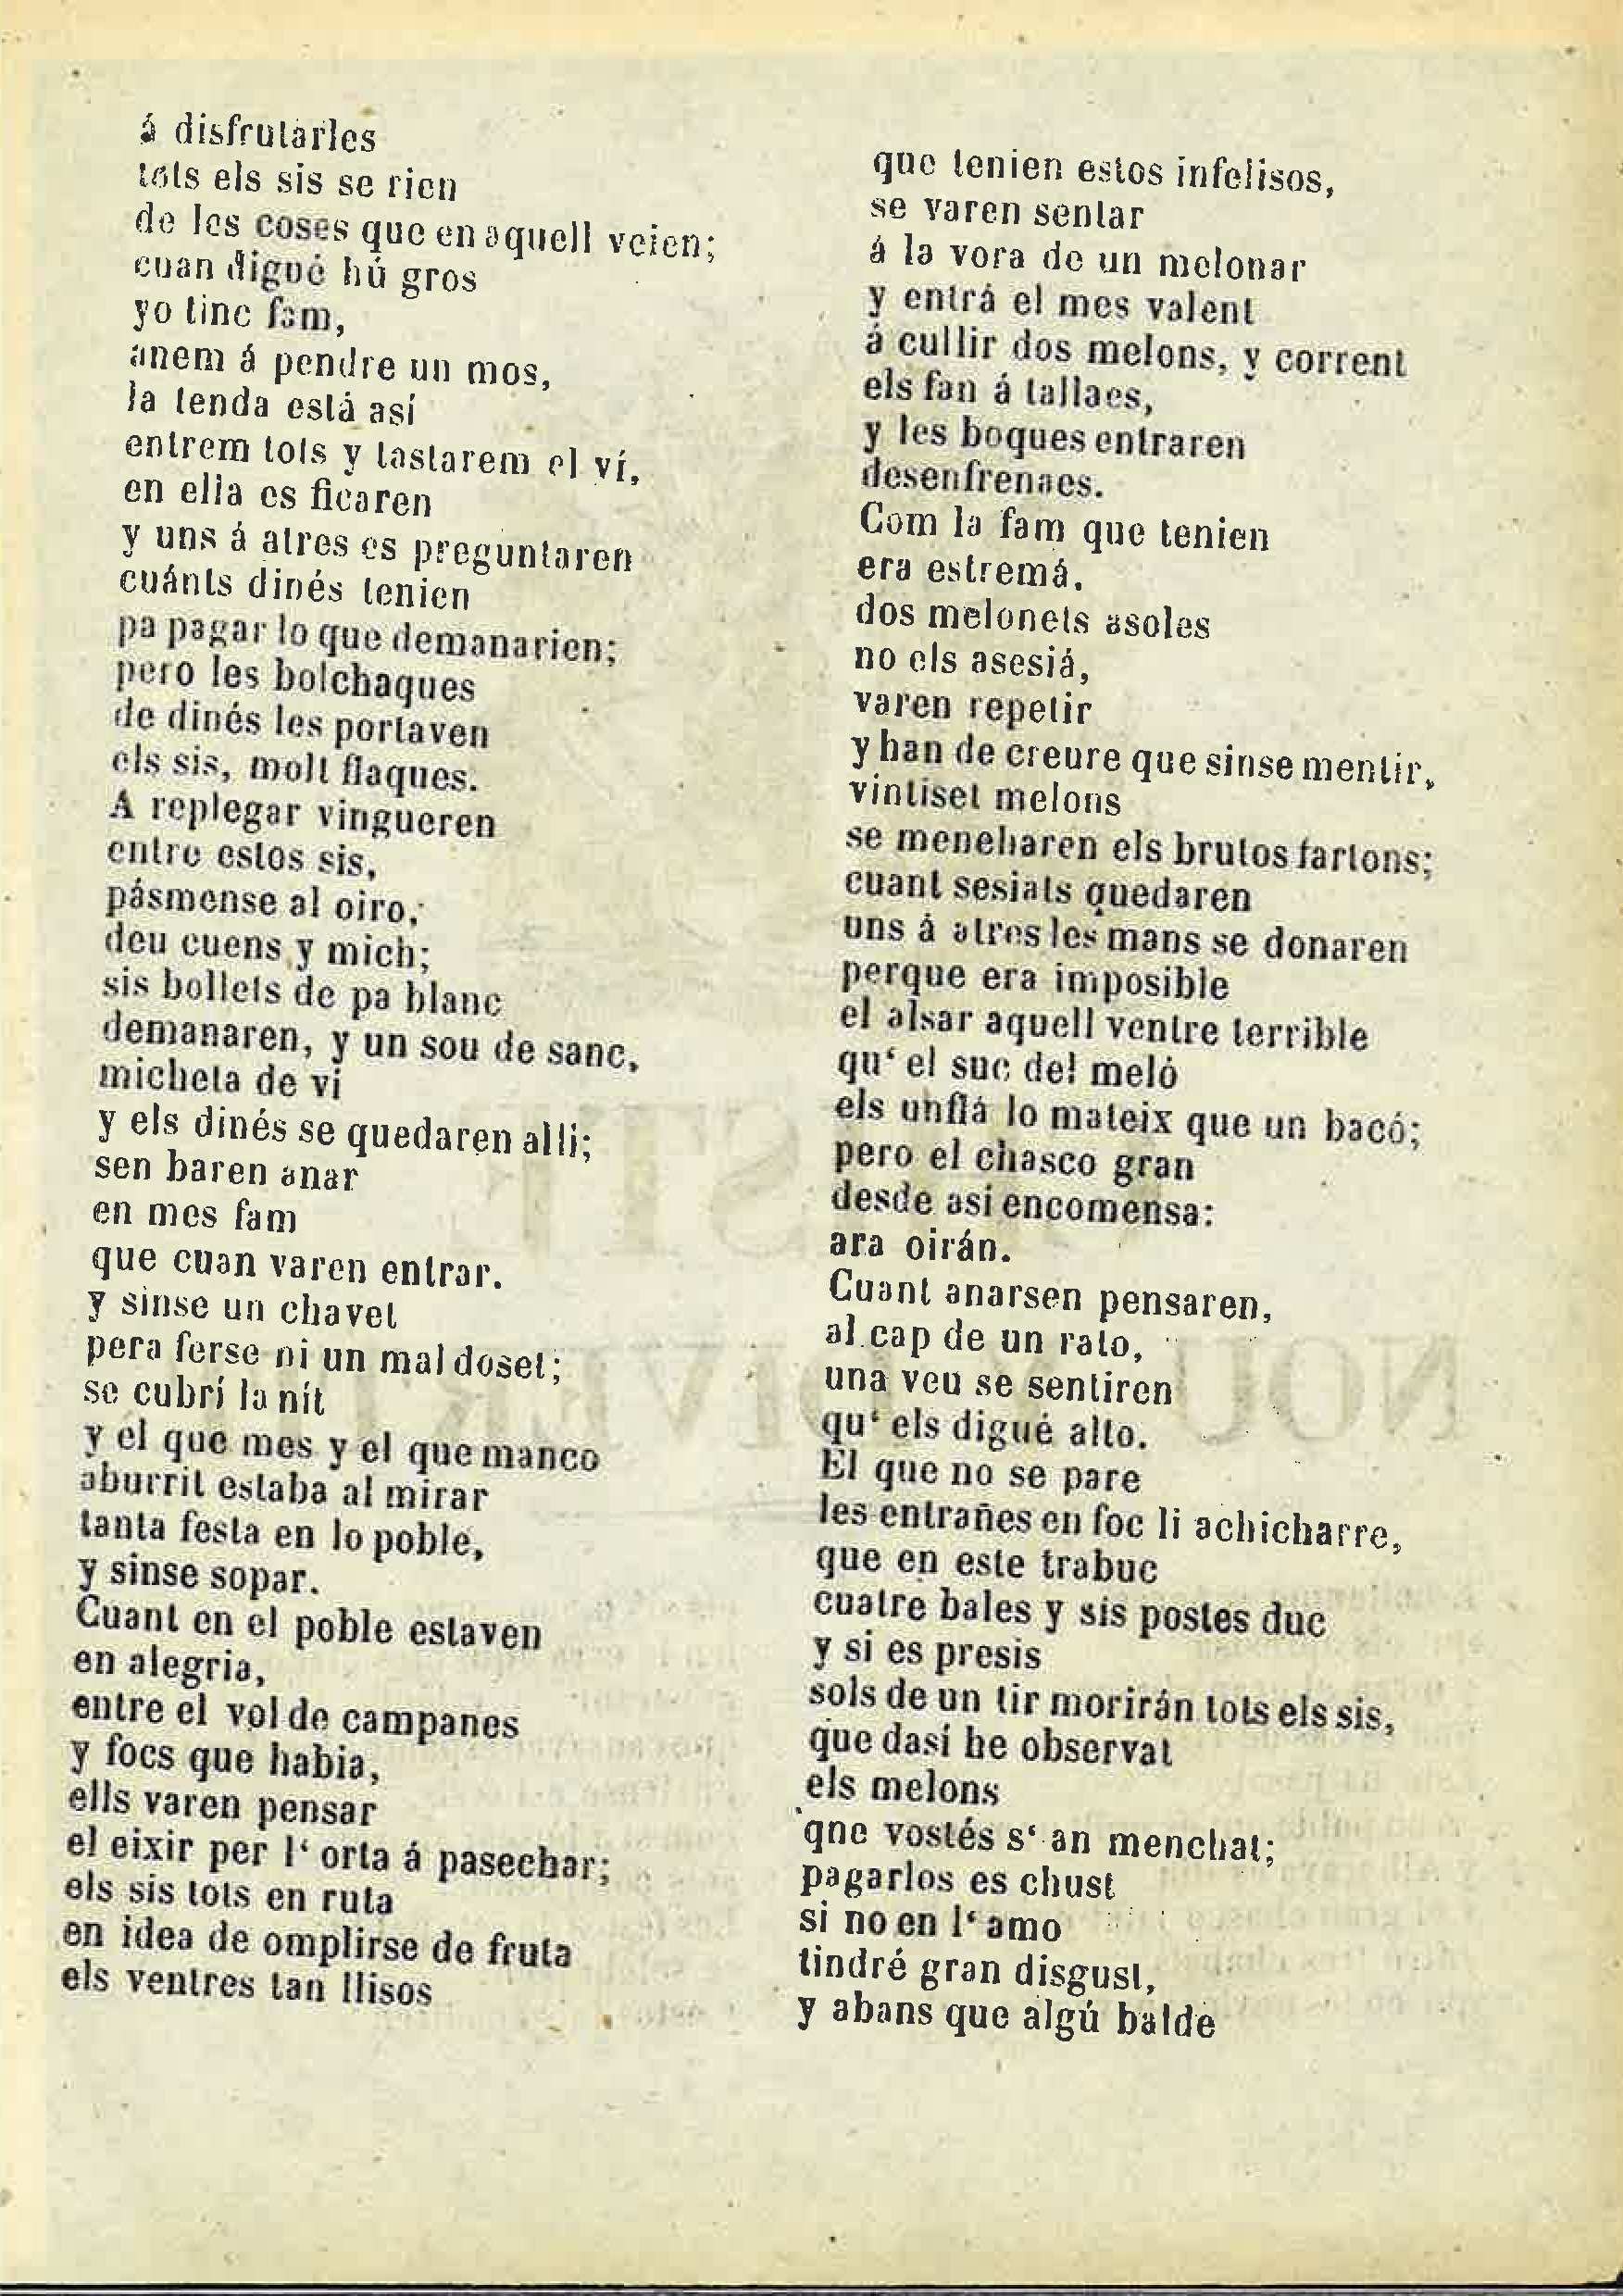 á disfrutarles
tots els sis se rien
de les coses que en aquell veien;
cuan digué hú gros
yo tinc fam,
anem á pendre un mos,
la tenda está así
entrem tots y tastarem el ví,
en ella es ficaren
y uns á atres es preguntaren
cuánts dinés tenien
pa pagar lo que demanarien;
pero les bolchaques
de dinés les portaven
els sis, molt flaques.
A replegar vingueren
entre estos sis,
pásmense al oiro,
deu cuens y mich;
sis bollets de pa blanc
demanaren, y un sou de sanc,
micheta de vi
y els dinés se quedaren alli;
sen baren anar
en mes fam
que cuan varen entrar.
y sinse un chavet
pera ferse ni un mal doset;
se cubrí la nít
y el que mes y el que manco
aburrit estaba al mirar
tanta festa en lo poble,
y sinse sopar.
Cuant en el poble estaven
en alegria,
entre el vol de campanes
y focs que habia,
ells varen pensar
el eixir per l‘ orta á pasechar;
els sis tots en ruta
en idea de omplirse de fruta
els ventres tan llisos
que tenien estos infelisos,
se varen sentar
á la vora de un melonar
y entrá el mes valent
á cullir dos melons, y corrent
els fan á tallaes,
y les boques entraren
desenfrenaes.
Com la fam que tenien
era estremá,
dos melonets asoles
no els asesiá,
varen repetir
y han de creure que sinse mentir,
vintiset melons
se meneharen els brutos fartons;
cuant sesiats quedaren
uns á atres les mans se donaren
perque era imposible
el alsar aquell ventre terrible
qu‘ el suc del meló
els unflá lo mateix que un bacó;
pero el chasco gran
desde asi encomensa:
ara oirán.
Cuant anarsen pensaren,
al cap de un rato,
una veu se sentiren
qu‘ els digué alto.
El que no se pare
les entrañes en foc li achicharre,
que en este trabuc
cuatre bales y sis postes duc
y si es presis
sols de un tir morirán tots els sis,
que dasí he observat
els melons
qne vostés s‘ an menchat;
pagarlos es chust
si no en l‘ amo
tindré gran disgust,
y abans que algú balde